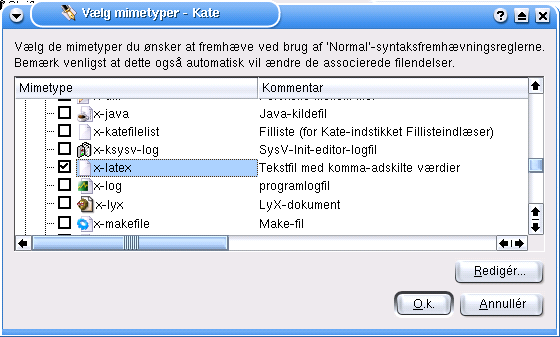 Vælg mimetyper - Kate
Vælg de mimetyper du ønsker at fremhæve ved brug af 'Normal'-syntaksfremhævningsreglerne.
Bemærk venligst at dette også automatisk vil ændre de associerede filendelser.
Mimetype Kommentar
x-java Java-kildefil
x-katefilelist Filliste (for Kate-indstikket Fillisteindlæser)
x-ksysv-log SysV-Init-editor-logfil
x-latex Tekstfil med komma-adskilte værdier
x-log programlogfil
x-lyx LyX-dokument
x-makefile Make-fil
Redigér...
O.k. Annullér